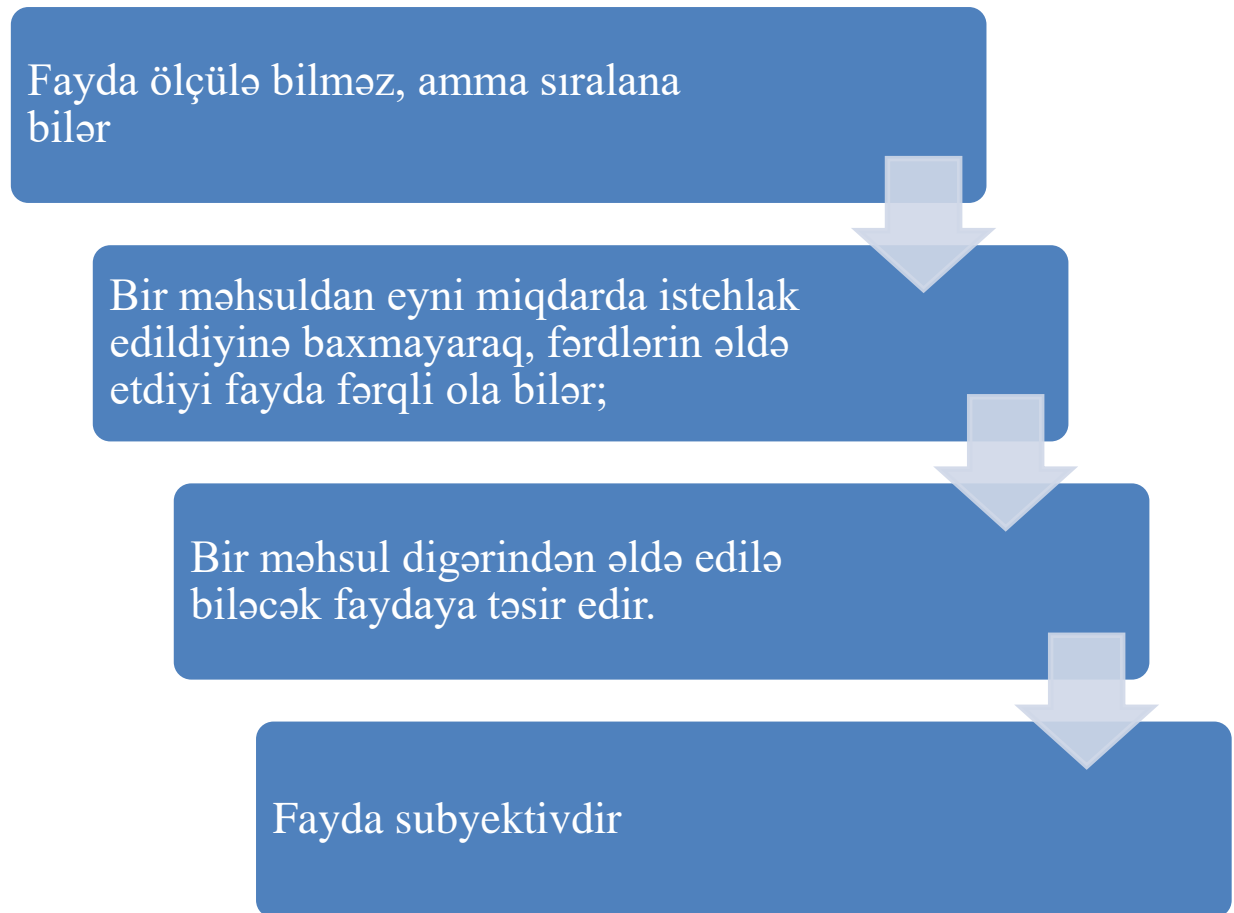 Fayda ölçülə bilməz, amma sıralana
bilər
Bir məhsuldan eyni miqdarda istehlak
edildiyinə baxmayaraq, fərdlərin əldə
etdiyi fayda fərqli ola bilər;
Bir məhsul digərindən əldə edilə
biləcək faydaya təsir edir.
Fayda subyektivdir